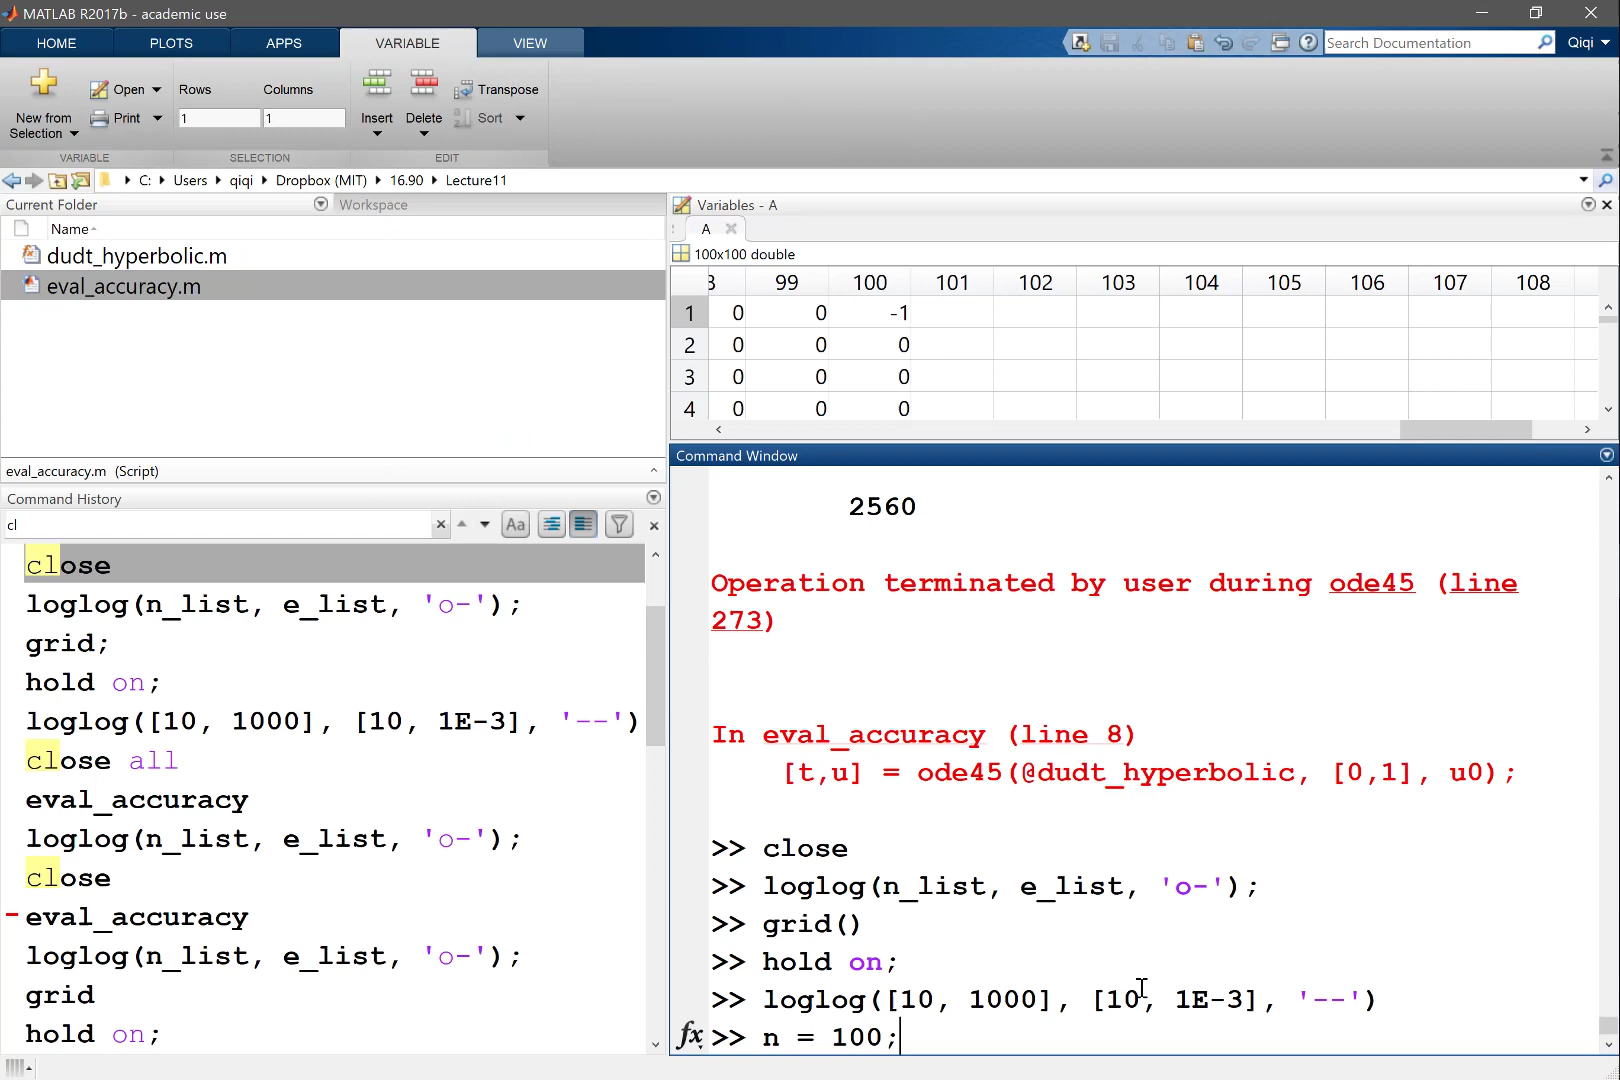 MATLAB R2017b - academic use
HOME PLOTS APPS VARIABLE VIEW
Search Documentation
Qiqi
New from
Selection
Open
Print
Rows Columns
1 1
Insert
Delete
Transpose
Sort
VARIABLE SELECTION EDIT
C: Users qiqi Dropbox (MIT) 16.90 Lecture11
Current Folder Workspace
Name
dudt_hyperbolic.m
eval_accuracy.m
eval_accuracy.m (Script)
Command History
cl
Aa
close
loglog(n_list, e_list, 'o-');
grid;
hold on;
loglog([10, 1000], [10, 1E-3], '--')
close all
eval_accuracy
loglog(n_list, e_list, 'o-');
close
eval_accuracy
loglog(n_list, e_list, 'o-');
grid
hold on;
Variables - A
A
100x100 double
99 100 101 102 103 104 105 106 107 108
1 0 0 -1
2 0 0 0
3 0 0 0
4 0 0 0
Command Window
2560
Operation terminated by user during ode45 (line
273)
In eval_accuracy (line 8)
[t,u] = ode45(@dudt_hyperbolic, [0,1], u0);
>> close
>> loglog(n_list, e_list, 'o-');
>> grid()
>> hold on;
>> loglog([10, 1000], [10, 1E-3], '--')
fx >> n = 100;